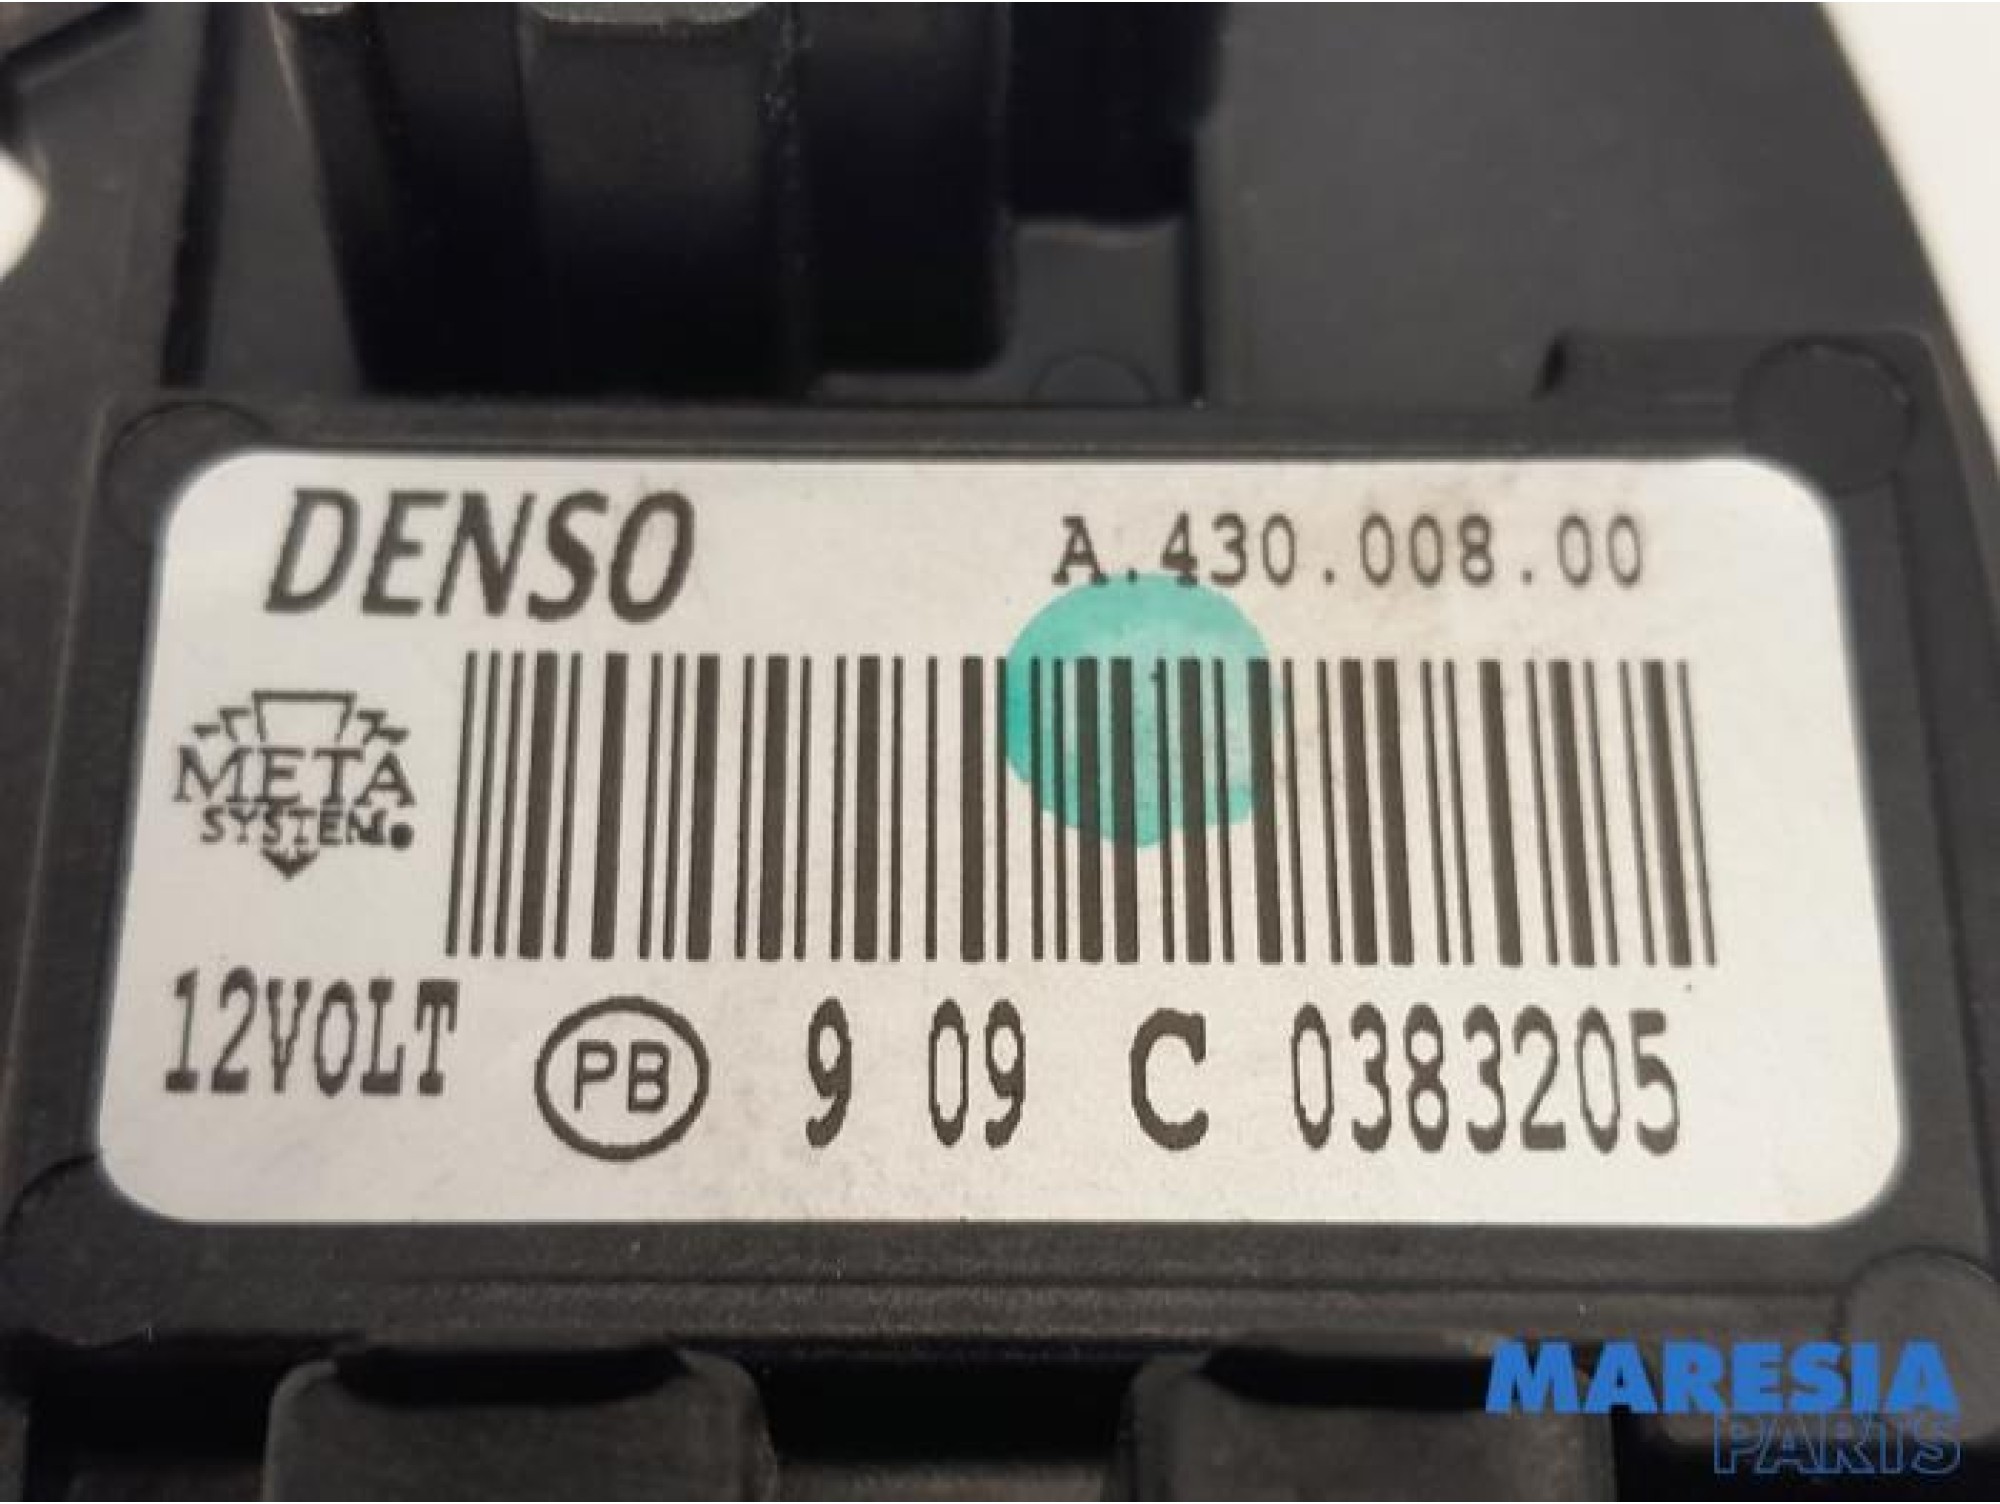 DENSO
A.430.008.00
META
SYSTEM
12VOLT
PB 9 09 C 0383205
MARESIA
PARTS